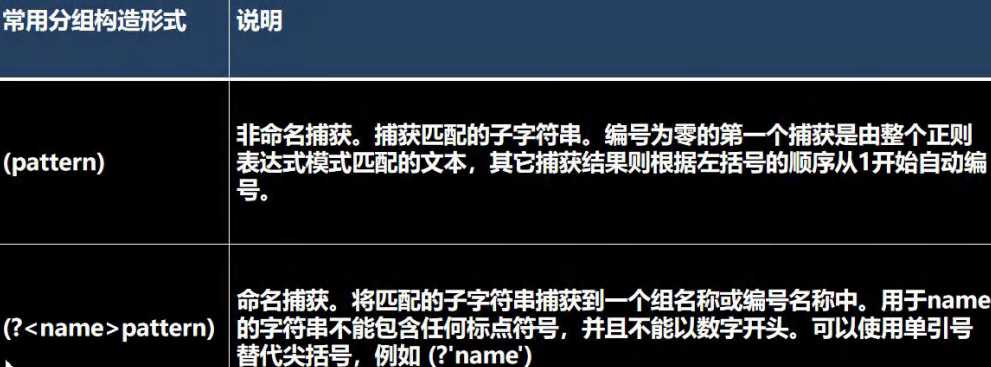 常用分组构造形式 说明
(pattern) 非命名捕获。捕获匹配的子字符串。编号为零的第一个捕获是由整个正则
表达式模式匹配的文本，其它捕获结果则根据左括号的顺序从1开始自动编
号。
(?<name>pattern) 命名捕获。将匹配的子字符串捕获到一个组名称或编号名称中。用于name
的字符串不能包含任何标点符号，并且不能以数字开头。可以使用单引号
替代尖括号，例如 (?'name')